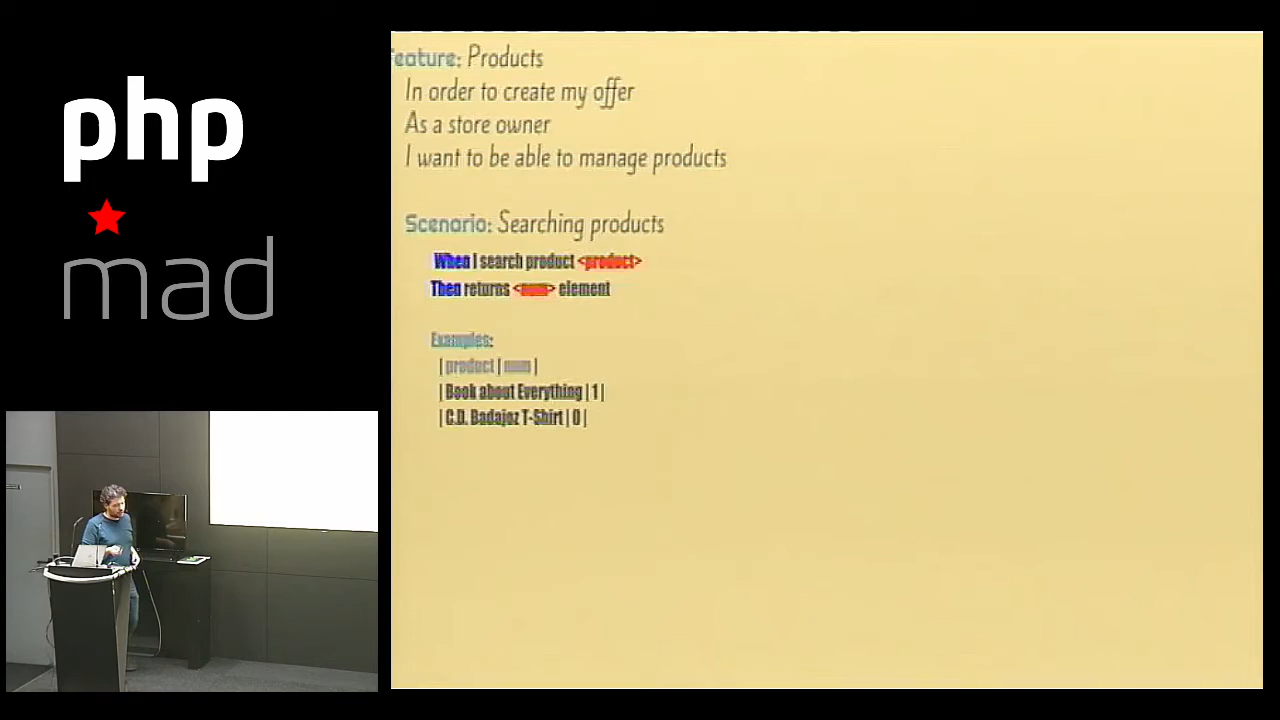 php
mad
Feature: Products
In order to create my offer
As a store owner
I want to be able to manage products
Scenario: Searching products
When I search product <product>
Then returns <num> element
Examples:
| product | num |
| Book about Everything | 1 |
| C.D. Badajoz T-Shirt | 0 |